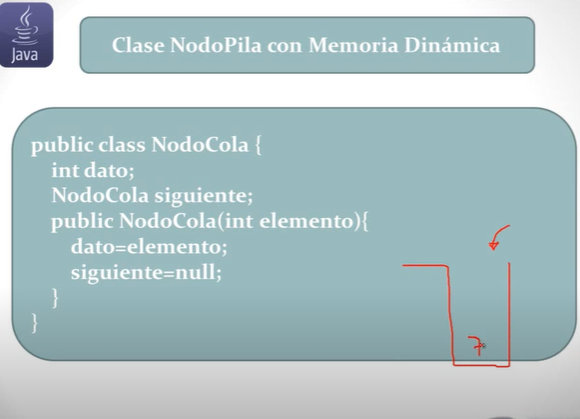 Java
Clase NodoPila con Memoria Dinámica
public class NodoCola {
int dato;
NodoCola siguiente;
public NodoCola(int elemento){
dato=elemento;
siguiente=null;
}
}
7